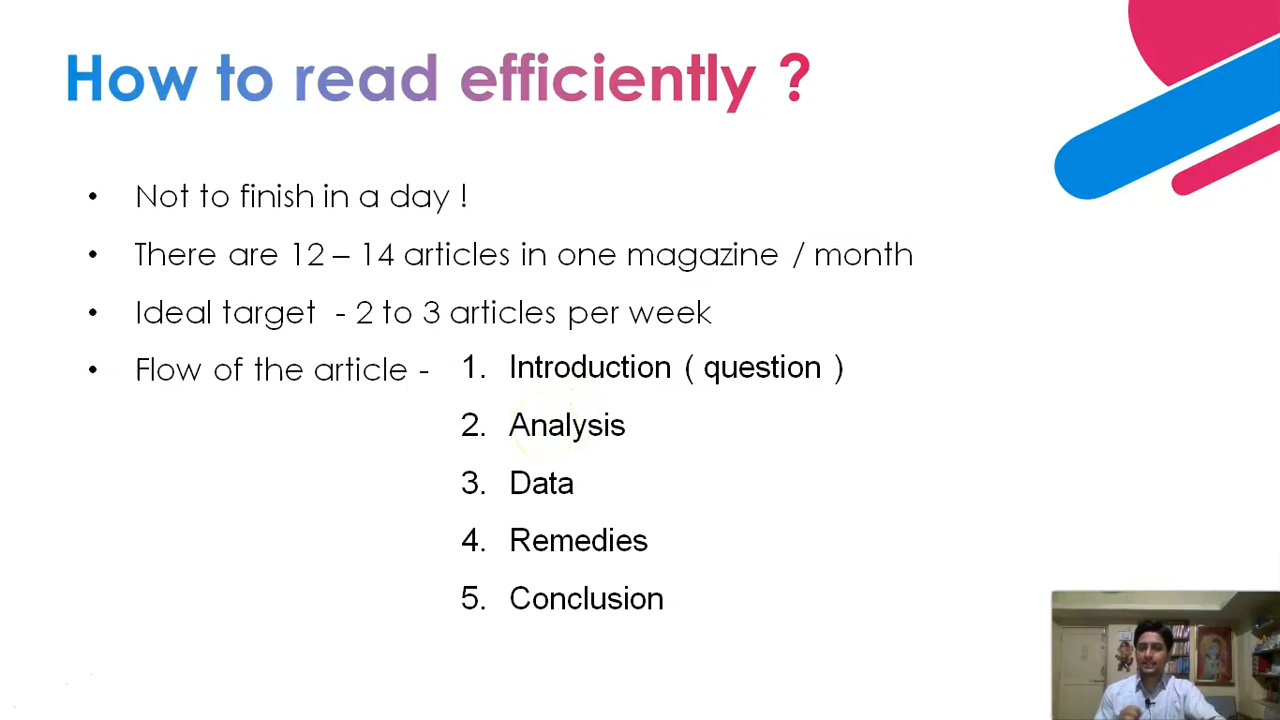 How to read efficiently ?
• Not to finish in a day !
• There are 12 – 14 articles in one magazine / month
• Ideal target - 2 to 3 articles per week
• Flow of the article - 1. Introduction ( question )
2. Analysis
3. Data
4. Remedies
5. Conclusion